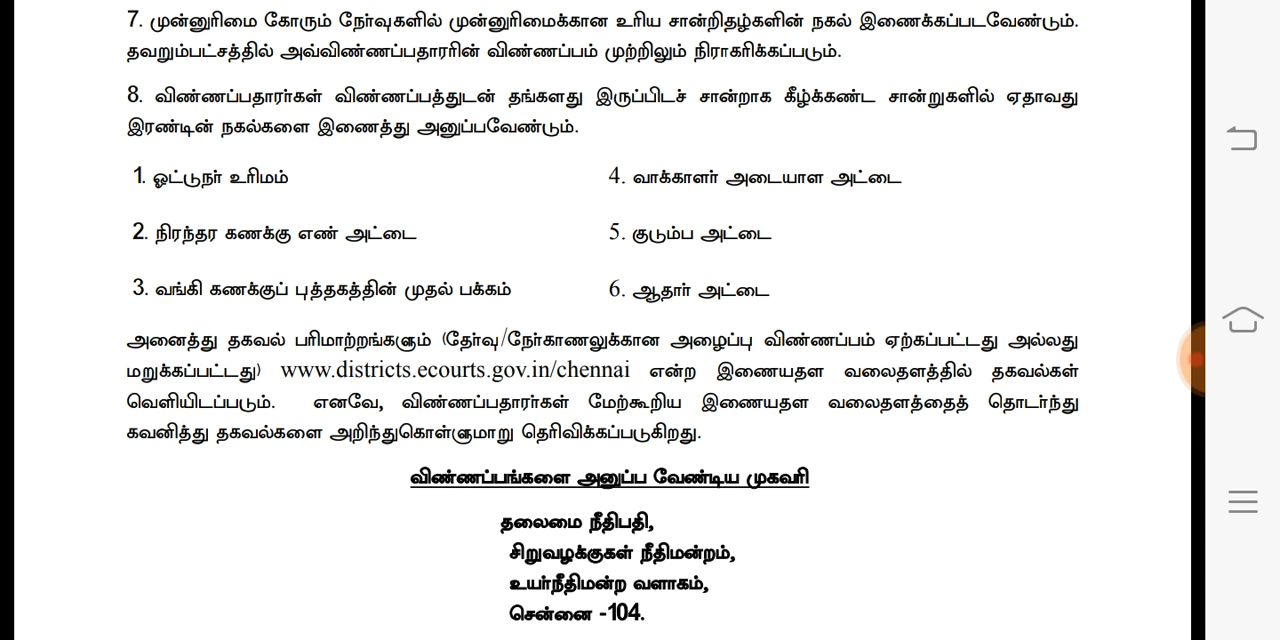 7. முன்னுரிமை கோரும் நேர்வுகளில் முன்னுரிமைக்கான உரிய சான்றிதழ்களின் நகல் இணைக்கப்படவேண்டும்.
தவறும்பட்சத்தில் அவ்விண்ணப்பதாரரின் விண்ணப்பம் முற்றிலும் நிராகரிக்கப்படும்.
8. விண்ணப்பதாரர்கள் விண்ணப்பத்துடன் தங்களது இருப்பிடச் சான்றாக கீழ்க்கண்ட சான்றுகளில் ஏதாவது
இரண்டின் நகல்களை இணைத்து அனுப்பவேண்டும்.
1. ஓட்டுநர் உரிமம்
2. நிரந்தர கணக்கு எண் அட்டை
3. வங்கி கணக்குப் புத்தகத்தின் முதல் பக்கம்
4. வாக்காளர் அடையாள அட்டை
5. குடும்ப அட்டை
6. ஆதார் அட்டை
அனைத்து தகவல் பரிமாற்றங்களும் (தேர்வு/நேர்காணலுக்கான அழைப்பு விண்ணப்பம் ஏற்கப்பட்டது அல்லது
மறுக்கப்பட்டது) www.districts.ecourts.gov.in/chennai என்ற இணையதள வலைதளத்தில் தகவல்கள்
வெளியிடப்படும். எனவே, விண்ணப்பதாரர்கள் மேற்கூறிய இணையதள வலைதளத்தைத் தொடர்ந்து
கவனித்து தகவல்களை அறிந்துகொள்ளுமாறு தெரிவிக்கப்படுகிறது.
விண்ணப்பங்களை அனுப்ப வேண்டிய முகவரி
தலைமை நீதிபதி,
சிறுவழக்குகள் நீதிமன்றம்,
உயர்நீதிமன்ற வளாகம்,
சென்னை -104.